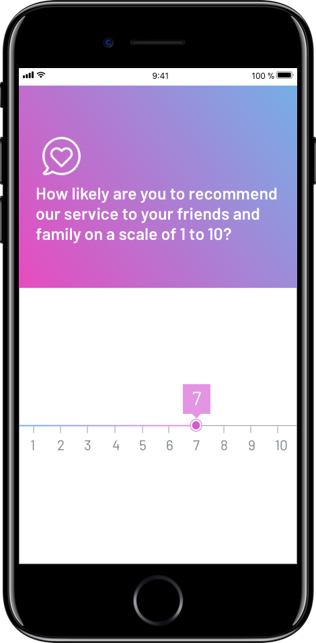 9:41
100 %
How likely are you to recommend
our service to your friends and
family on a scale of 1 to 10?
7
1 2 3 4 5 6 7 8 9 10